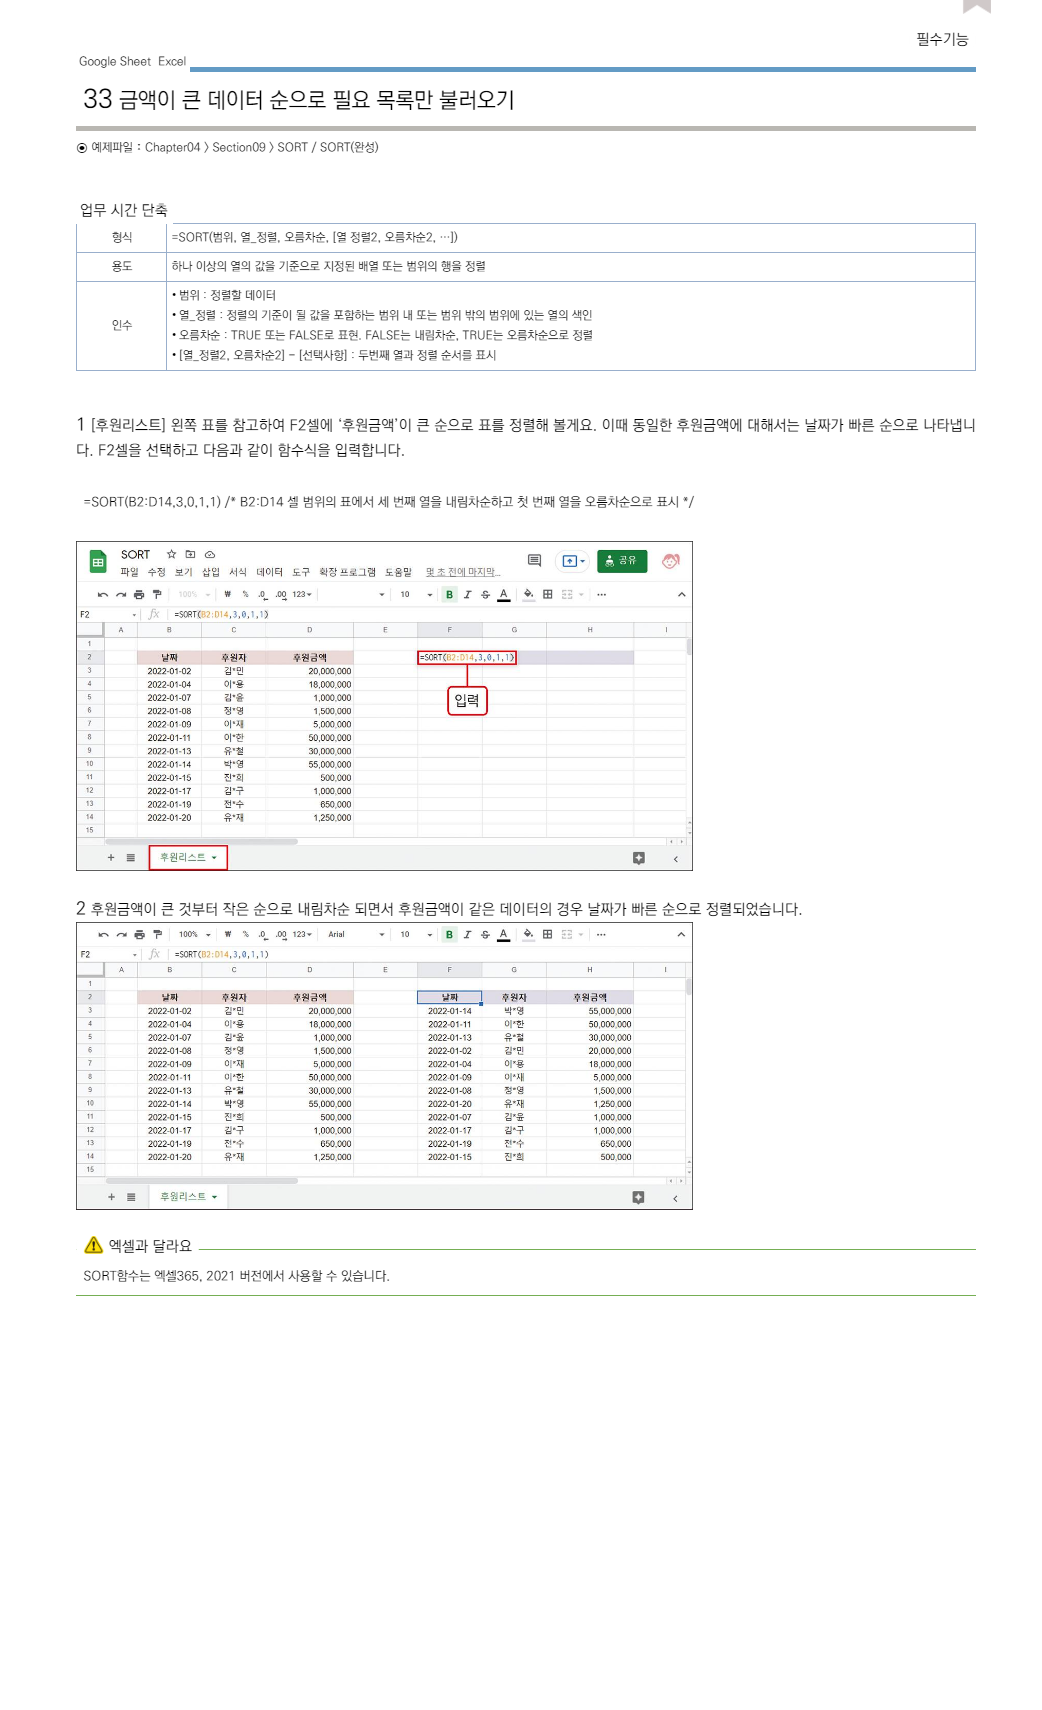 필수기능
Google Sheet Excel
33 금액이 큰 데이터 순으로 필요 목록만 불러오기
⦿ 예제파일 : Chapter04 > Section09 > SORT / SORT(완성)
업무 시간 단축
형식 =SORT(범위, 열_정렬, 오름차순, [열 정렬2, 오름차순2, …])
용도 하나 이상의 열의 값을 기준으로 지정된 배열 또는 범위의 행을 정렬
인수
• 범위 : 정렬할 데이터
• 열_정렬 : 정렬의 기준이 될 값을 포함하는 범위 내 또는 범위 밖의 범위에 있는 열의 색인
• 오름차순 : TRUE 또는 FALSE로 표현. FALSE는 내림차순, TRUE는 오름차순으로 정렬
• [열_정렬2, 오름차순2] – [선택사항] : 두번째 열과 정렬 순서를 표시
1 [후원리스트] 왼쪽 표를 참고하여 F2셀에 ‘후원금액’이 큰 순으로 표를 정렬해 볼게요. 이때 동일한 후원금액에 대해서는 날짜가 빠른 순으로 나타냅니
다. F2셀을 선택하고 다음과 같이 함수식을 입력합니다.
=SORT(B2:D14,3,0,1,1) /* B2:D14 셀 범위의 표에서 세 번째 열을 내림차순하고 첫 번째 열을 오름차순으로 표시 */
SORT
공유
파일 수정 보기 삽입 서식 데이터 도구 확장 프로그램 도움말 몇 초 전에 마지막…
100% ₩ % .0 .00 123 10 B I S A
F2 fx =SORT(B2:D14,3,0,1,1)
A B C D E F G H I
1
2 날짜 후원자 후원금액 =SORT(B2:D14,3,0,1,1)
3 2022-01-02 김*민 20,000,000
4 2022-01-04 이*용 18,000,000
입력
5 2022-01-07 김*윤 1,000,000
6 2022-01-08 정*영 1,500,000
7 2022-01-09 이*재 5,000,000
8 2022-01-11 이*한 50,000,000
9 2022-01-13 유*철 30,000,000
10 2022-01-14 박*영 55,000,000
11 2022-01-15 진*희 500,000
12 2022-01-17 김*구 1,000,000
13 2022-01-19 전*수 650,000
14 2022-01-20 유*재 1,250,000
15
후원리스트
2 후원금액이 큰 것부터 작은 순으로 내림차순 되면서 후원금액이 같은 데이터의 경우 날짜가 빠른 순으로 정렬되었습니다.
100% ₩ % .0 .00 123 Arial 10 B I S A
F2 fx =SORT(B2:D14,3,0,1,1)
A B C D E F G H I
1
2 날짜 후원자 후원금액 날짜 후원자 후원금액
3 2022-01-02 김*민 20,000,000 2022-01-14 박*영 55,000,000
4 2022-01-04 이*용 18,000,000 2022-01-11 이*한 50,000,000
5 2022-01-07 김*윤 1,000,000 2022-01-13 유*철 30,000,000
6 2022-01-08 정*영 1,500,000 2022-01-02 김*민 20,000,000
7 2022-01-09 이*재 5,000,000 2022-01-04 이*용 18,000,000
8 2022-01-11 이*한 50,000,000 2022-01-09 이*재 5,000,000
9 2022-01-13 유*철 30,000,000 2022-01-08 정*영 1,500,000
10 2022-01-14 박*영 55,000,000 2022-01-20 유*재 1,250,000
11 2022-01-15 진*희 500,000 2022-01-07 김*윤 1,000,000
12 2022-01-17 김*구 1,000,000 2022-01-17 김*구 1,000,000
13 2022-01-19 전*수 650,000 2022-01-19 전*수 650,000
14 2022-01-20 유*재 1,250,000 2022-01-15 진*희 500,000
15
후원리스트
엑셀과 달라요
SORT함수는 엑셀365, 2021 버전에서 사용할 수 있습니다.